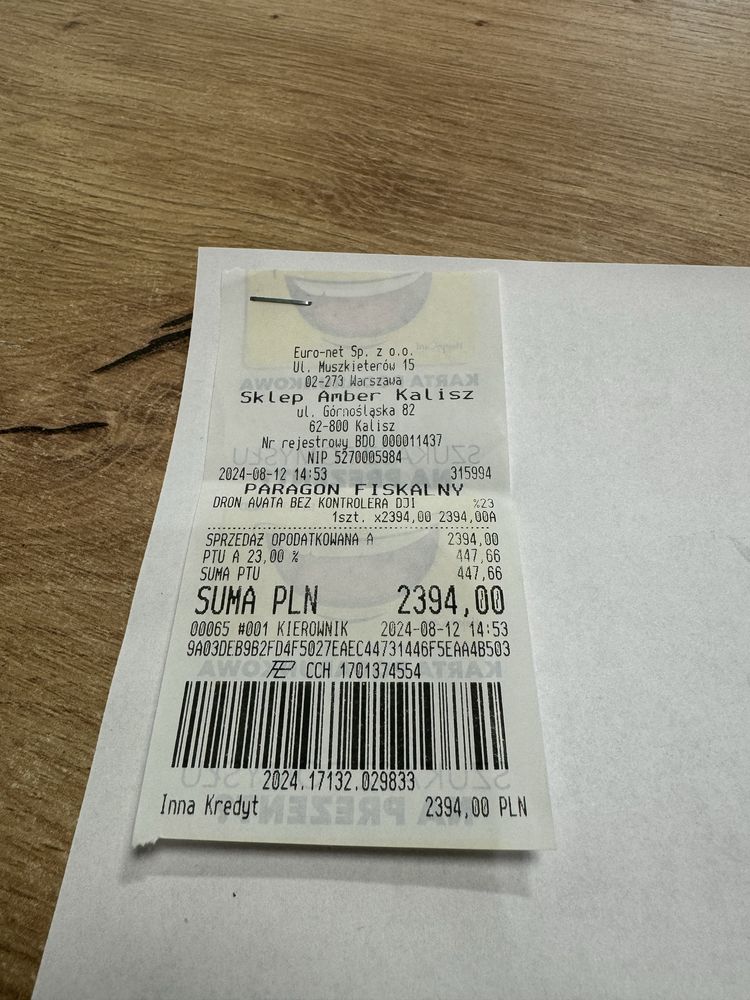 Euro-net Sp. z o.o.
Ul. Muszkieterów 15
02-273 Warszawa
Sklep Amber Kalisz
ul. Górnośląska 82
62-800 Kalisz
Nr rejestrowy BDO 000011437
NIP 5270005984
2024-08-12 14:53 315994
PARAGON FISKALNY
DRON AVATA BEZ KONTROLERA DJI %23
1szt. x2394,00 2394,00A
SPRZEDAŻ OPODATKOWANA A 2394,00
PTU A 23,00 % 447,66
SUMA PTU 447,66
SUMA PLN 2394,00
00065 #001 KIEROWNIK 2024-08-12 14:53
9A03DEB9B2FD4F5027EAEC44731446F5EAA4B503
CCH 1701374554
2024.17132.029833
Inna Kredyt 2394,00 PLN